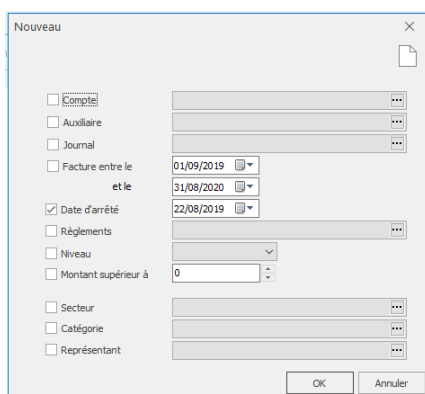 Nouveau
Compte
Auxiliaire
Journal
Facture entre le 01/09/2019
et le 31/08/2020
Date d'arrêté 22/08/2019
Règlements
Niveau
Montant supérieur à 0
Secteur
Catégorie
Représentant
OK Annuler